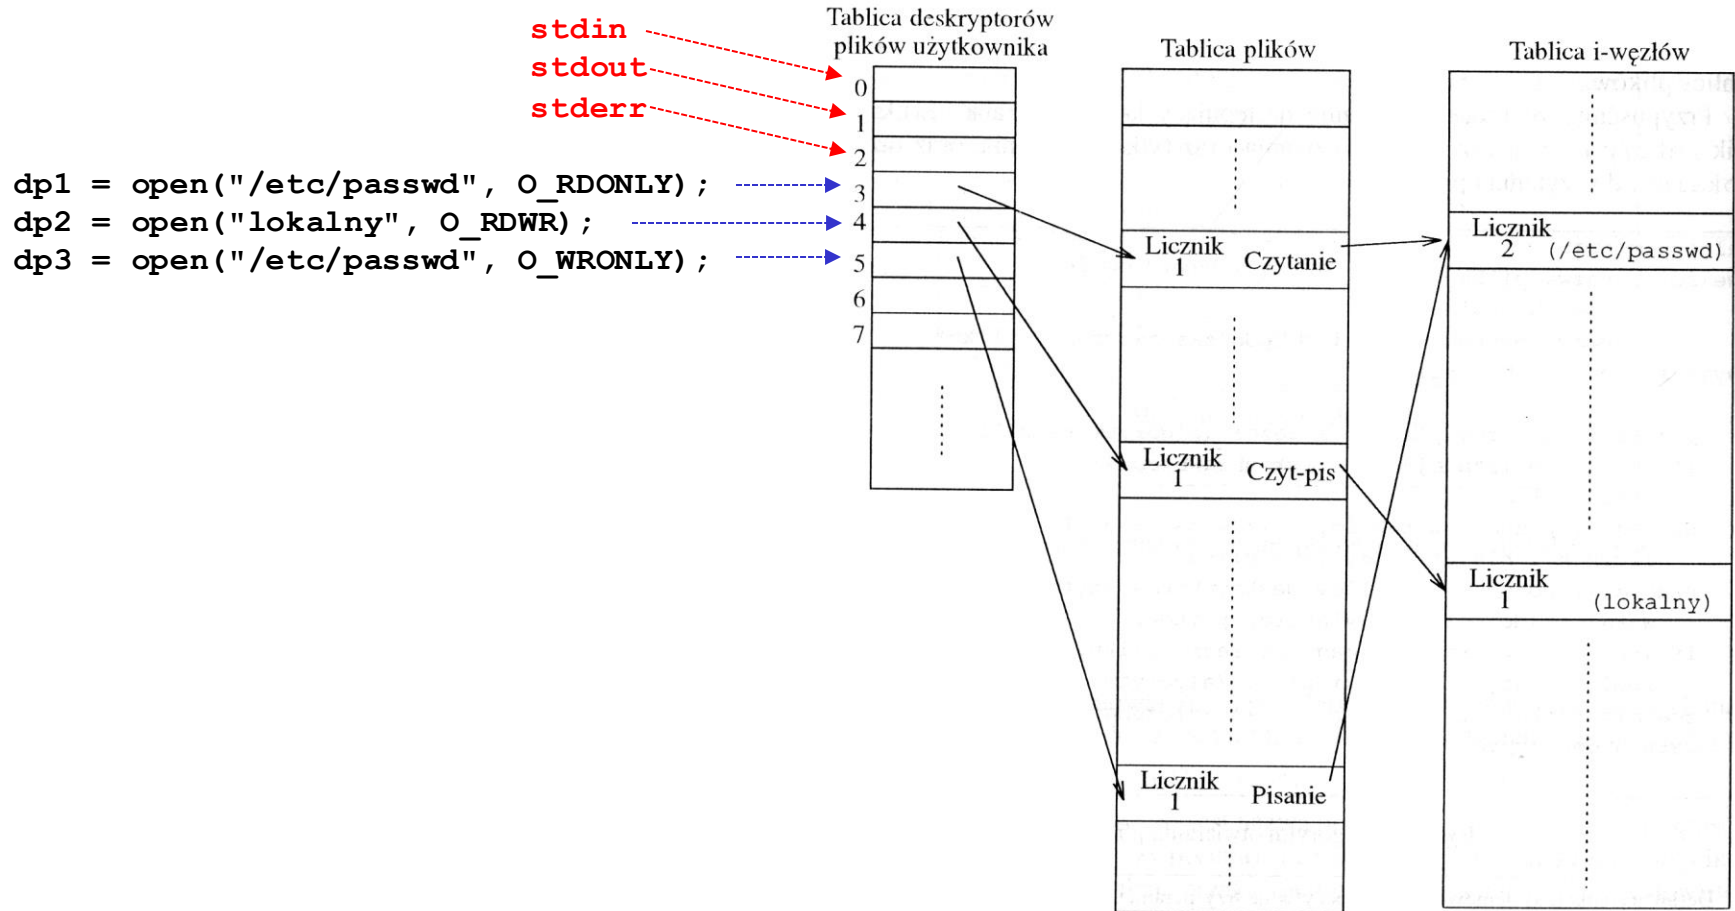 stdin
stdout
stderr
dp1 = open("/etc/passwd", O_RDONLY);
dp2 = open("lokalny", O_RDWR);
dp3 = open("/etc/passwd", O_WRONLY);
Tablica deskryptorów
plików użytkownika
0
1
2
3
4
5
6
7
Tablica plików
Licznik
1 Czytanie
Licznik
1 Czyt-pis
Licznik
1 Pisanie
Tablica i-węzłów
Licznik
2 (/etc/passwd)
Licznik
1 (lokalny)